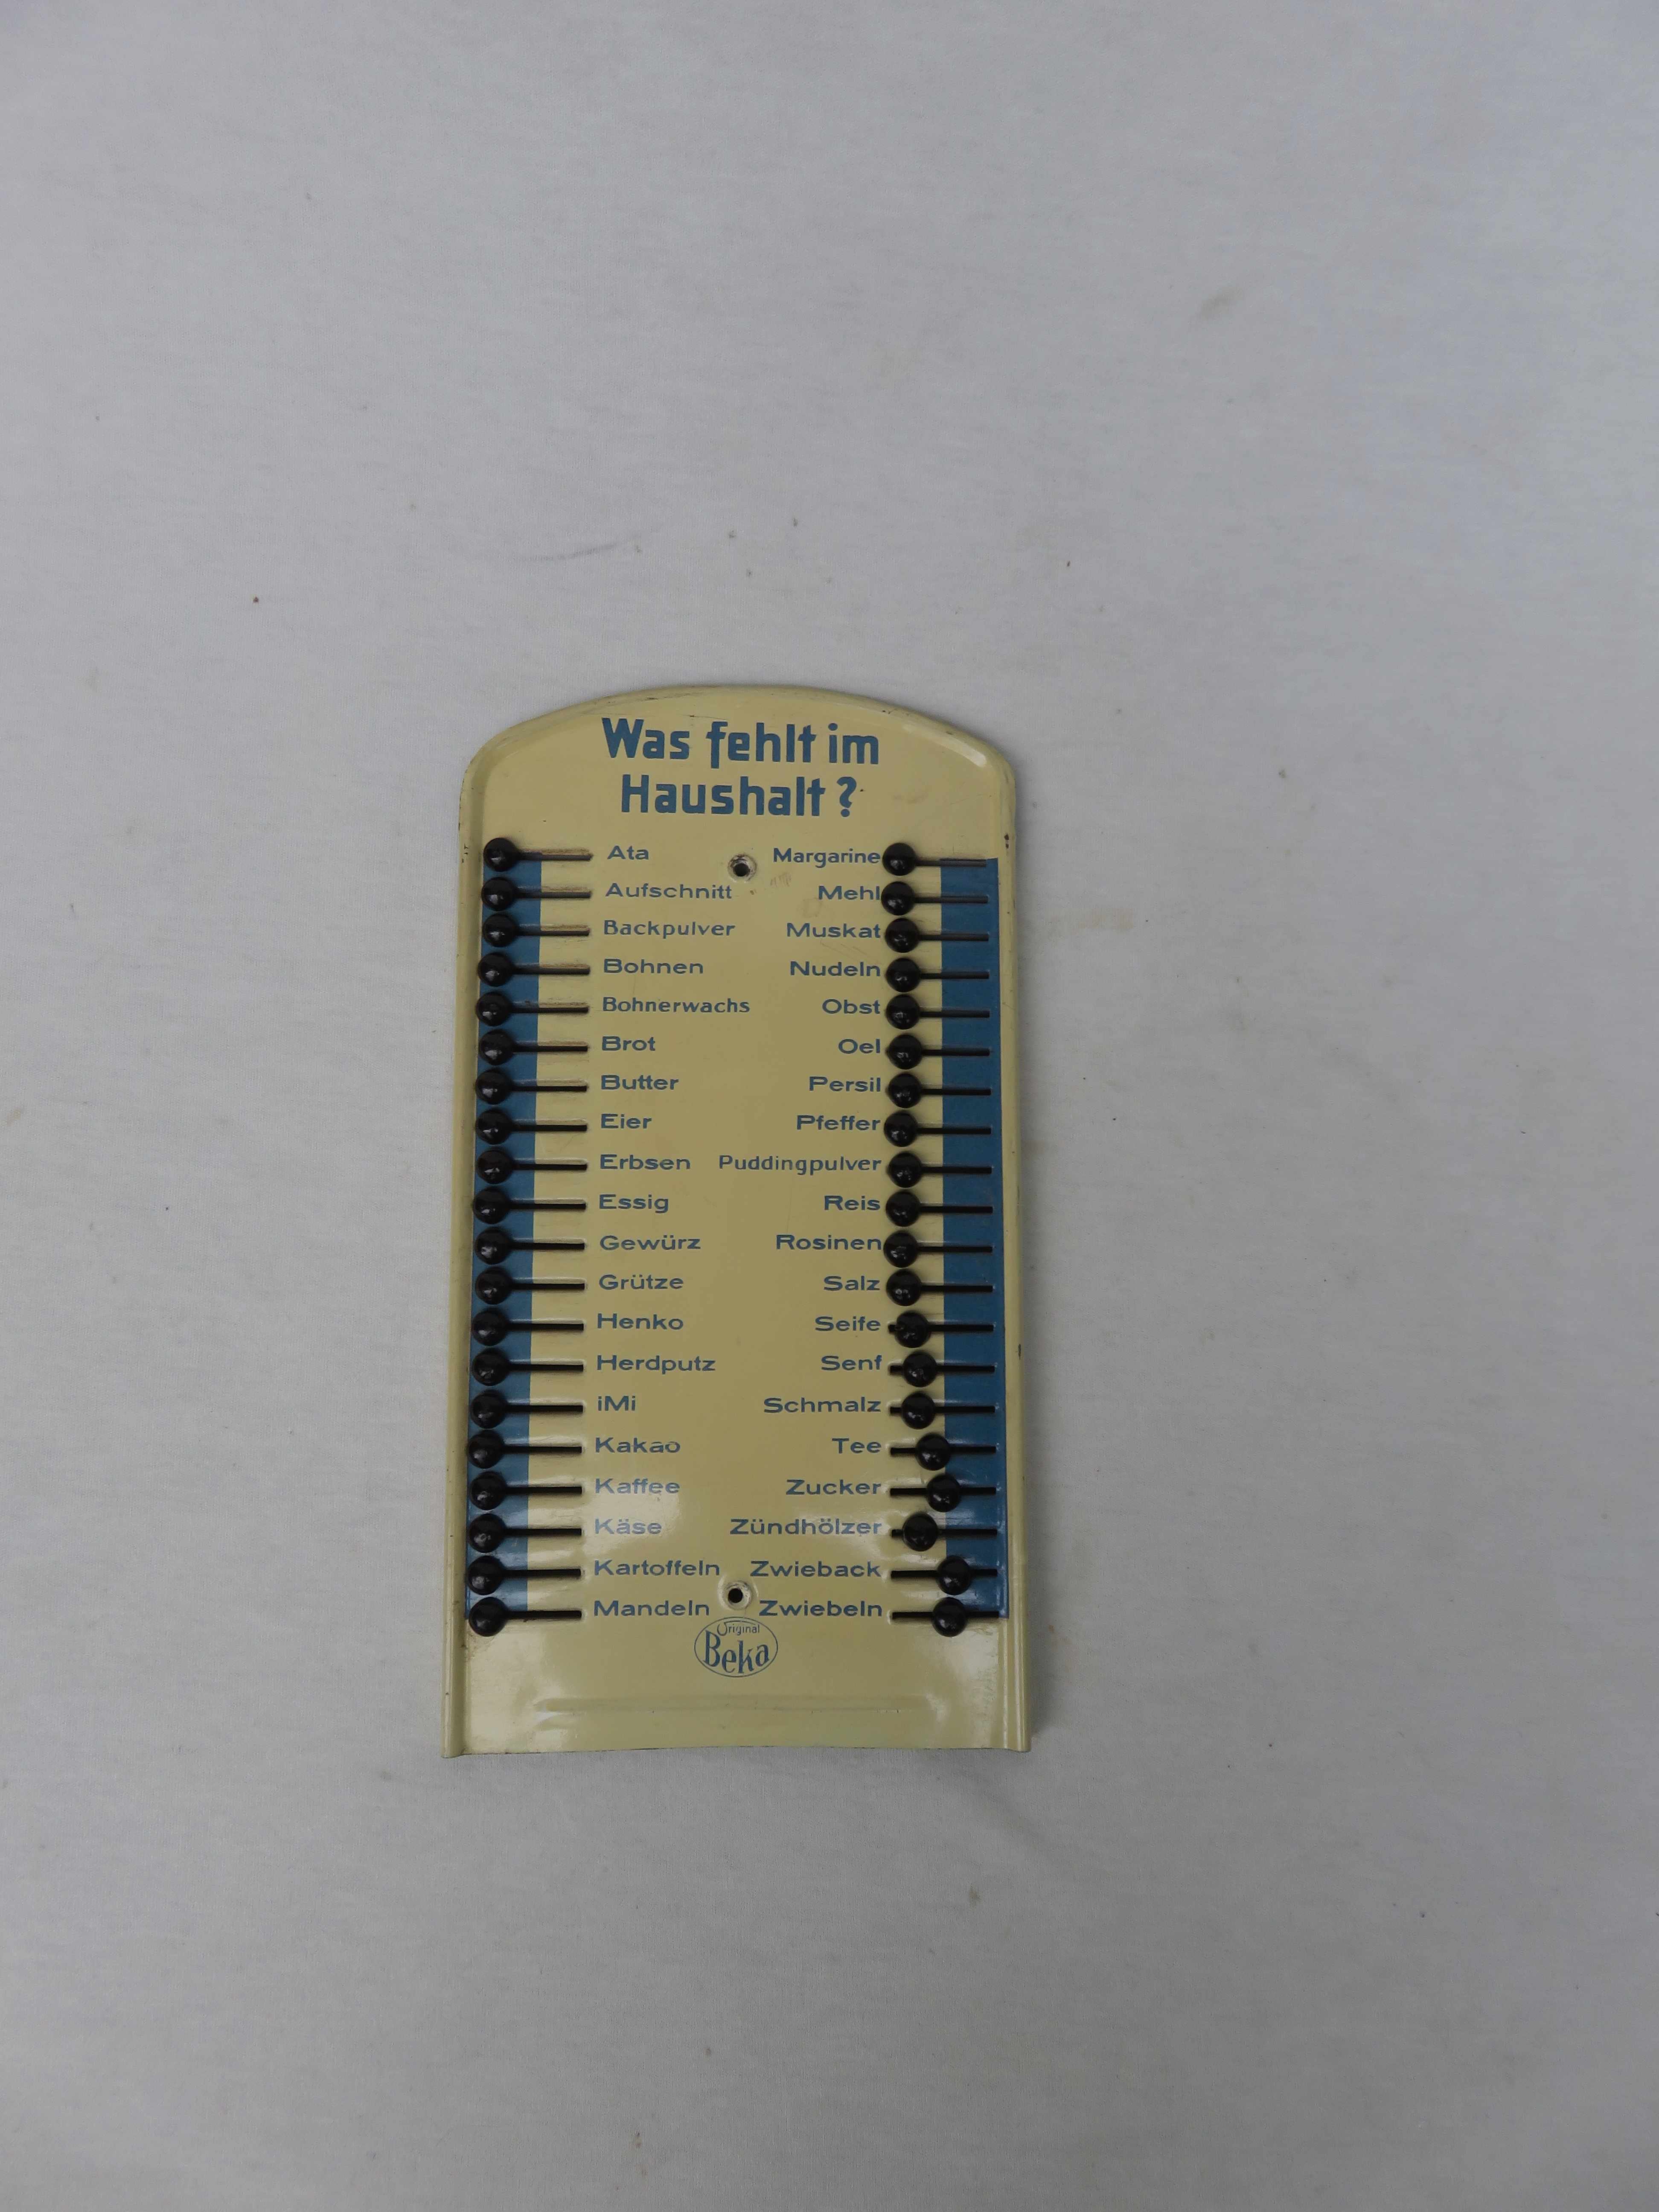 Was fehlt im
Haushalt ?
Ata
Aufschnitt
Backpulver
Bohnen
Bohnerwachs
Brot
Butter
Eier
Erbsen
Essig
Gewürz
Grütze
Henko
Herdputz
iMi
Kakao
Kaffee
Käse
Kartoffeln
Mandeln
Margarine
Mehl
Muskat
Nudeln
Obst
Oel
Persil
Pfeffer
Puddingpulver
Reis
Rosinen
Salz
Seife
Senf
Schmalz
Tee
Zucker
Zündhölzer
Zwieback
Zwiebeln
Original
Beka